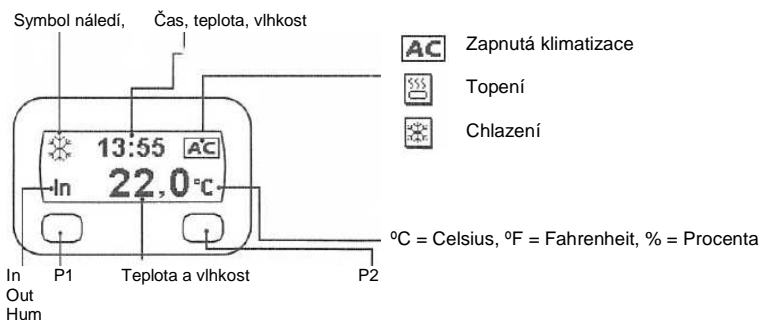 Symbol náledí, Čas, teplota, vlhkost
AC Zapnutá klimatizace
Topení
Chlazení
13:55 AC
In 22,0 °C
ºC = Celsius, ºF = Fahrenheit, % = Procenta
In P1 Teplota a vlhkost P2
Out
Hum